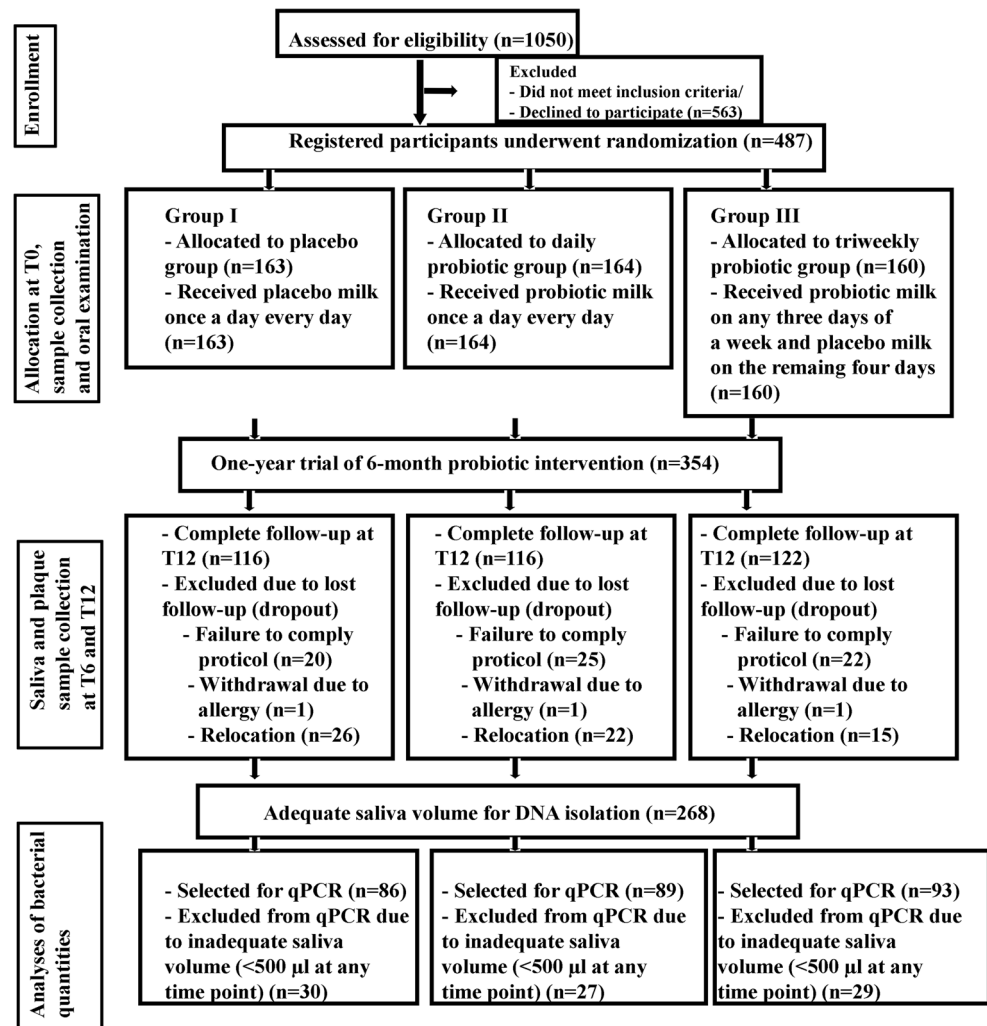 Enrollment
Assessed for eligibility (n=1050)
Excluded
- Did not meet inclusion criteria/
- Declined to participate (n=563)
Registered participants underwent randomization (n=487)
Allocation at T0,
sample collection
and oral examination
Group I
- Allocated to placebo
group (n=163)
- Received placebo milk
once a day every day
(n=163)
Group II
- Allocated to daily
probiotic group (n=164)
- Received probiotic milk
once a day every day
(n=164)
Group III
- Allocated to triweekly
probiotic group (n=160)
- Received probiotic milk
on any three days of
a week and placebo milk
on the remaing four days
(n=160)
One-year trial of 6-month probiotic intervention (n=354)
Saliva and plaque
sample collection
at T6 and T12
- Complete follow-up at
T12 (n=116)
- Excluded due to lost
follow-up (dropout)
- Failure to comply
proticol (n=20)
- Withdrawal due to
allergy (n=1)
- Relocation (n=26)
- Complete follow-up at
T12 (n=116)
- Excluded due to lost
follow-up (dropout)
- Failure to comply
proticol (n=25)
- Withdrawal due to
allergy (n=1)
- Relocation (n=22)
- Complete follow-up at
T12 (n=122)
- Excluded due to lost
follow-up (dropout)
- Failure to comply
proticol (n=22)
- Withdrawal due to
allergy (n=1)
- Relocation (n=15)
Adequate saliva volume for DNA isolation (n=268)
Analyses of bacterial
quantities
- Selected for qPCR (n=86)
- Excluded from qPCR due
to inadequate saliva
volume (<500 µl at any
time point) (n=30)
- Selected for qPCR (n=89)
- Excluded from qPCR due
to inadequate saliva
volume (<500 µl at any
time point) (n=27)
- Selected for qPCR (n=93)
- Excluded from qPCR due
to inadequate saliva
volume (<500 µl at any
time point) (n=29)